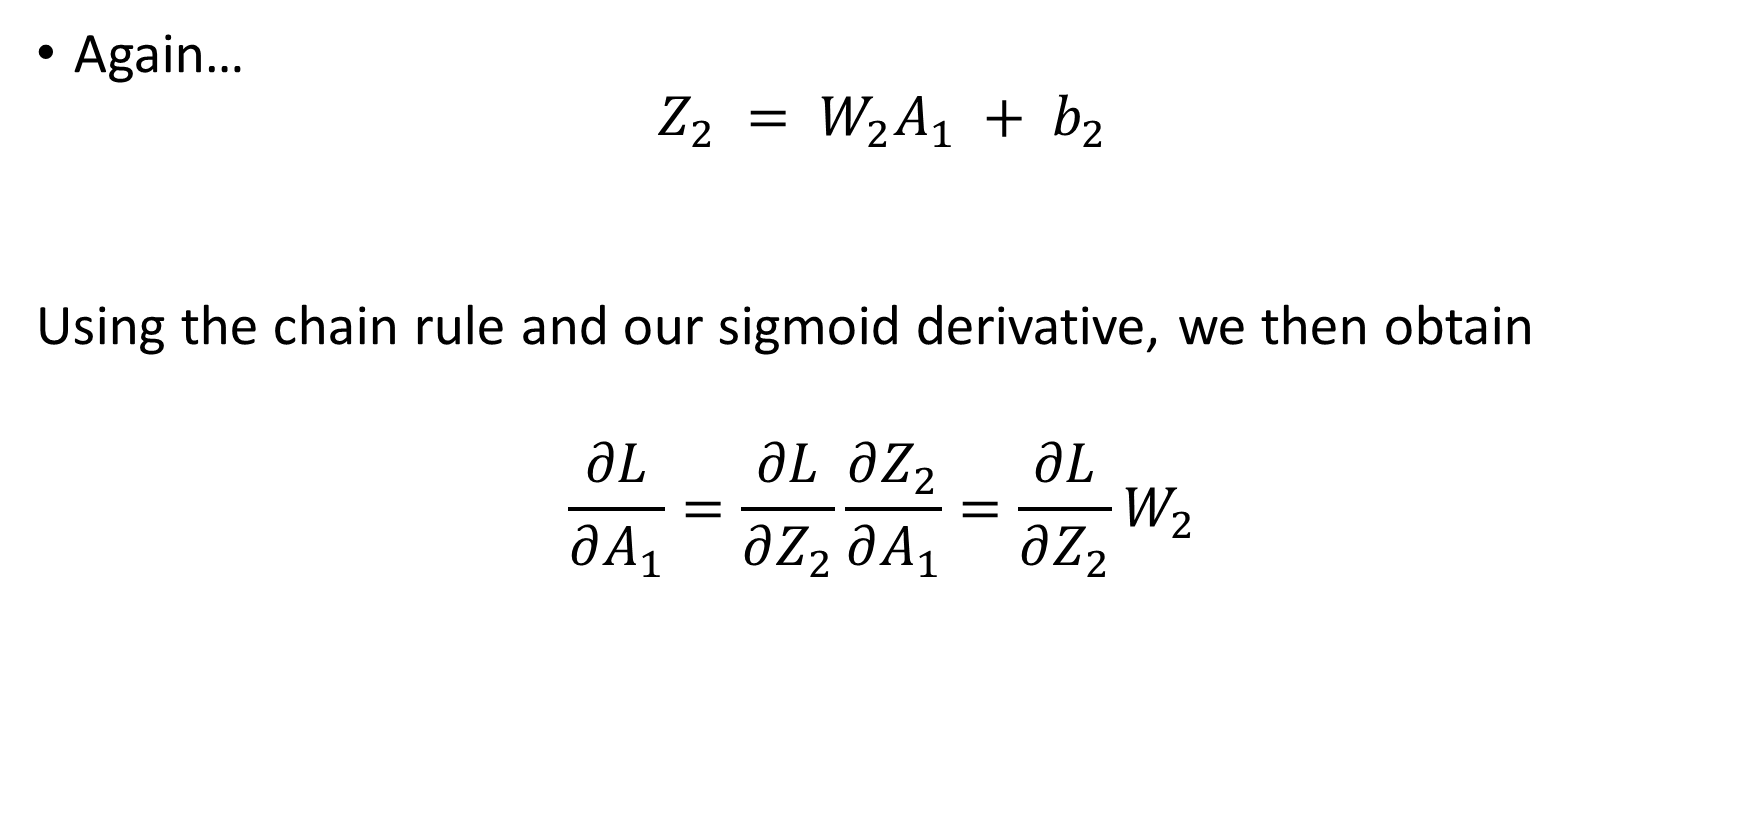 • Again…
Z₂ = W₂A₁ + b₂
Using the chain rule and our sigmoid derivative, we then obtain
∂L/∂A₁ = ∂L/∂Z₂ ∂Z₂/∂A₁ = ∂L/∂Z₂ W₂